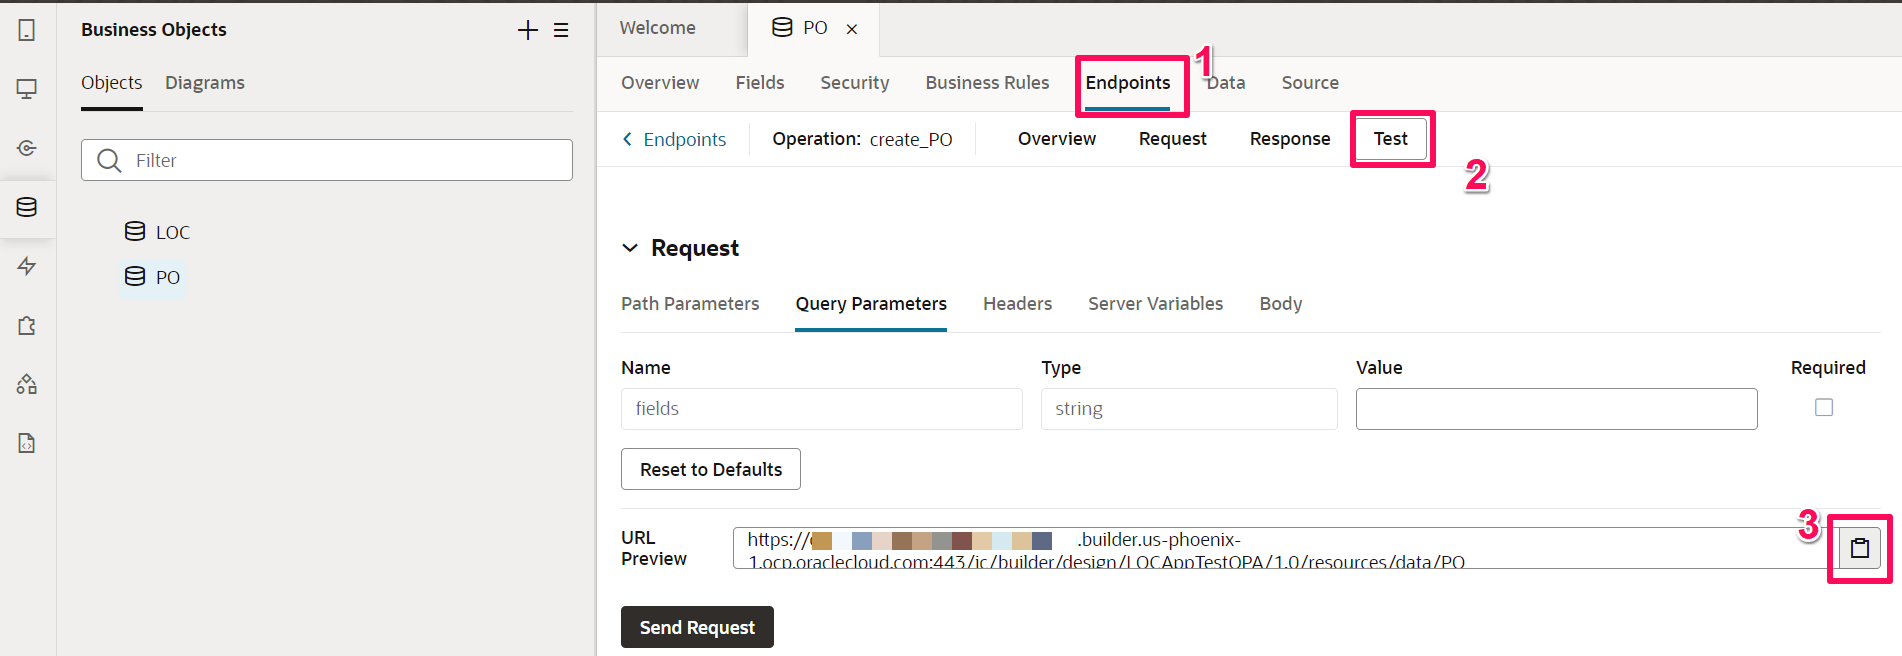 Business Objects
Objects Diagrams
Filter
LOC
PO
Welcome PO
Overview Fields Security Business Rules Endpoints 1 Data Source
Endpoints Operation: create_PO Overview Request Response Test
2
Request
Path Parameters Query Parameters Headers Server Variables Body
Name Type Value Required
fields string
Reset to Defaults
URL Preview
https:// .builder.us-phoenix-
1.ocp.oraclecloud.com:443/ic/builder/design/LOCAppTestOPA/1.0/resources/data/PO
3
Send Request